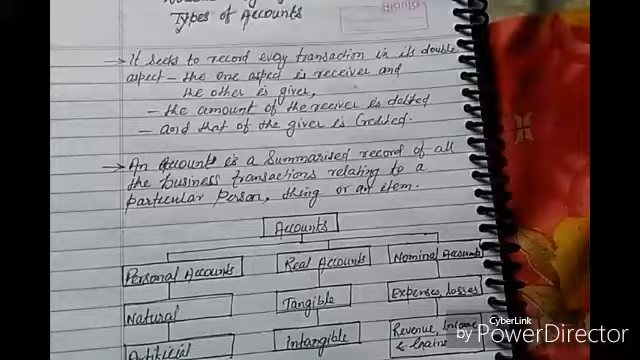 Types of Accounts
→ It seeks to record every transaction in its double
aspect - the one aspect is receiver and
the other is giver,
- the amount of the receiver is debited
- and that of the giver is Credited.
→ An account is a Summarised record of all
the business transactions relating to a
particular person, thing or an item.
Accounts
Personal Accounts
Real Accounts
Nominal Accounts
Natural
Tangible
Expenses, losses
Artificial
Intangible
Revenue, Income
& Gains
CyberLink
by PowerDirector